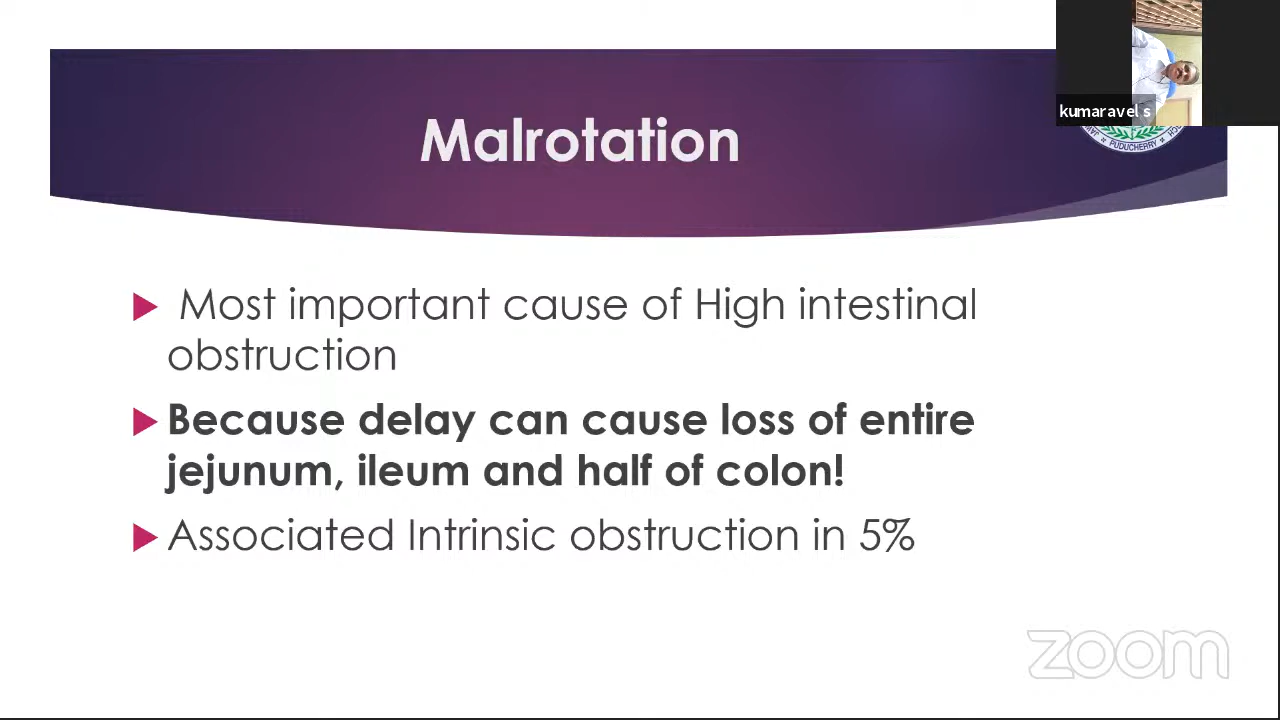 kumaravel s
PUDUCHERRY
Malrotation
Most important cause of High intestinal
obstruction
Because delay can cause loss of entire
jejunum, ileum and half of colon!
Associated Intrinsic obstruction in 5%
zoom